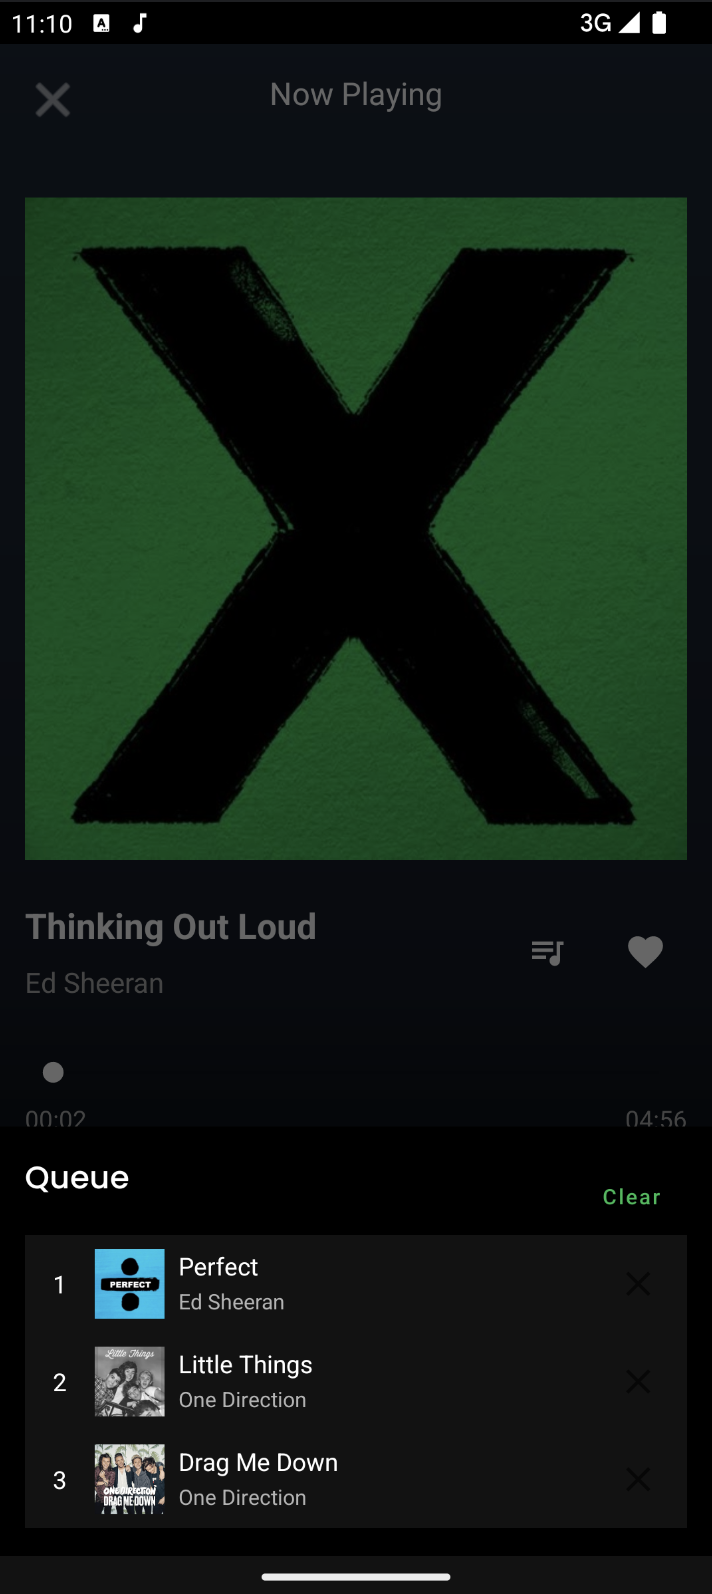 11:10
3G
Now Playing
Thinking Out Loud
Ed Sheeran
00:02
04:56
Queue
Clear
1
PERFECT
Perfect
Ed Sheeran
2
Little Things
Little Things
One Direction
3
ONE DIRECTION
DRAG ME DOWN
Drag Me Down
One Direction